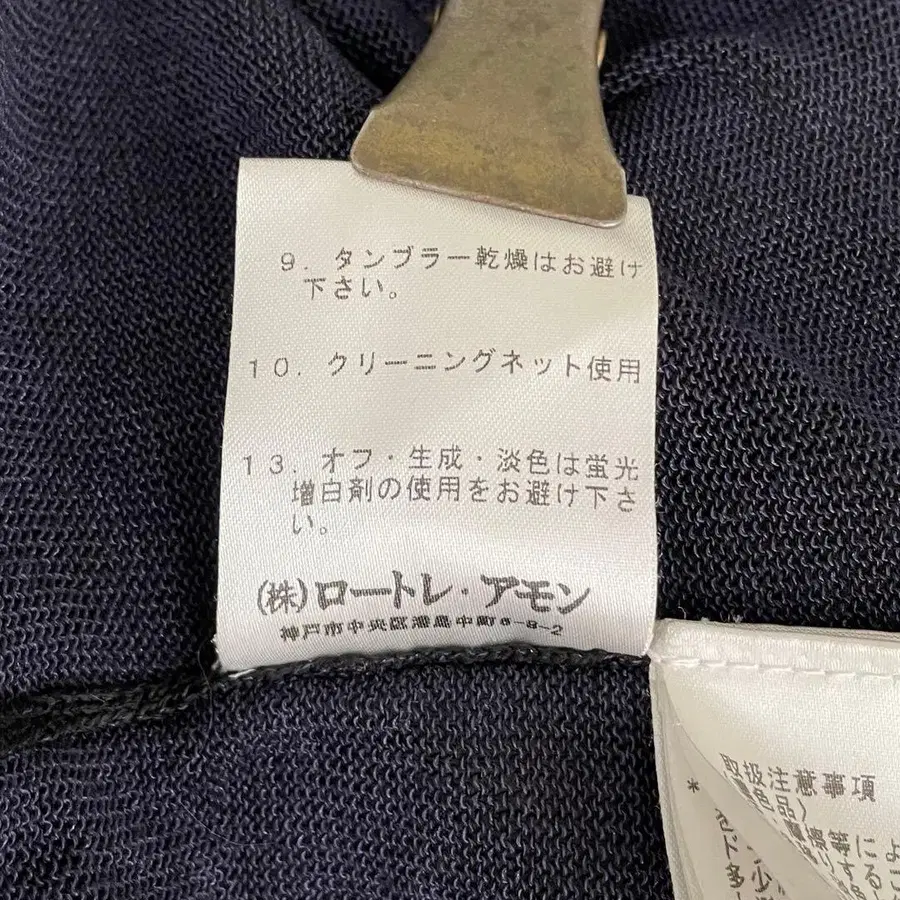 9. タンブラー乾燥はお避け
下さい。
10. クリーニングネット使用
13. オフ・生成・淡色は蛍光
増白剤の使用をお避け下さ
い。
(株)ロートレ・アモン
神戸市中央区港島中町6-8-2
取扱注意事項
色品)
*